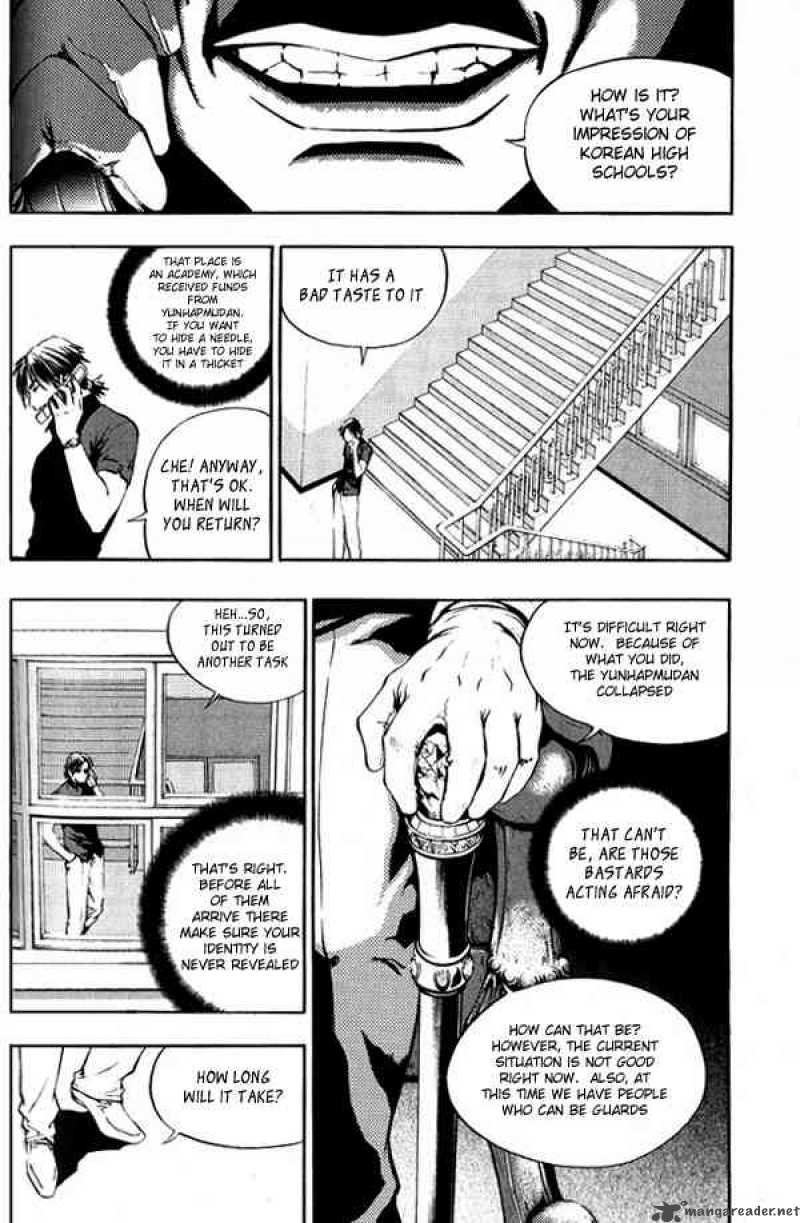 HOW IS IT?
WHAT'S YOUR
IMPRESSION OF
KOREAN HIGH
SCHOOLS?
IT HAS A
BAD TASTE TO IT
THAT PLACE IS
AN ACADEMY, WHICH
RECEIVED FUNDS
FROM
YUNHAPMUDAN.
IF YOU WANT
TO HIDE A NEEDLE,
YOU HAVE TO HIDE
IT IN A THICKET
CHE! ANYWAY,
THAT'S OK.
WHEN WILL
YOU RETURN?
IT'S DIFFICULT RIGHT
NOW. BECAUSE OF
WHAT YOU DID,
THE YUNHAPMUDAN
COLLAPSED
THAT CAN'T
BE, ARE THOSE
BASTARDS
ACTING AFRAID?
HOW CAN THAT BE?
HOWEVER, THE CURRENT
SITUATION IS NOT GOOD
RIGHT NOW. ALSO, AT
THIS TIME WE HAVE PEOPLE
WHO CAN BE GUARDS
HEH...SO,
THIS TURNED
OUT TO BE
ANOTHER TASK
THAT'S RIGHT.
BEFORE ALL
OF THEM
ARRIVE THERE
MAKE SURE YOUR
IDENTITY IS
NEVER REVEALED
HOW LONG
WILL IT TAKE?
mangareader.net